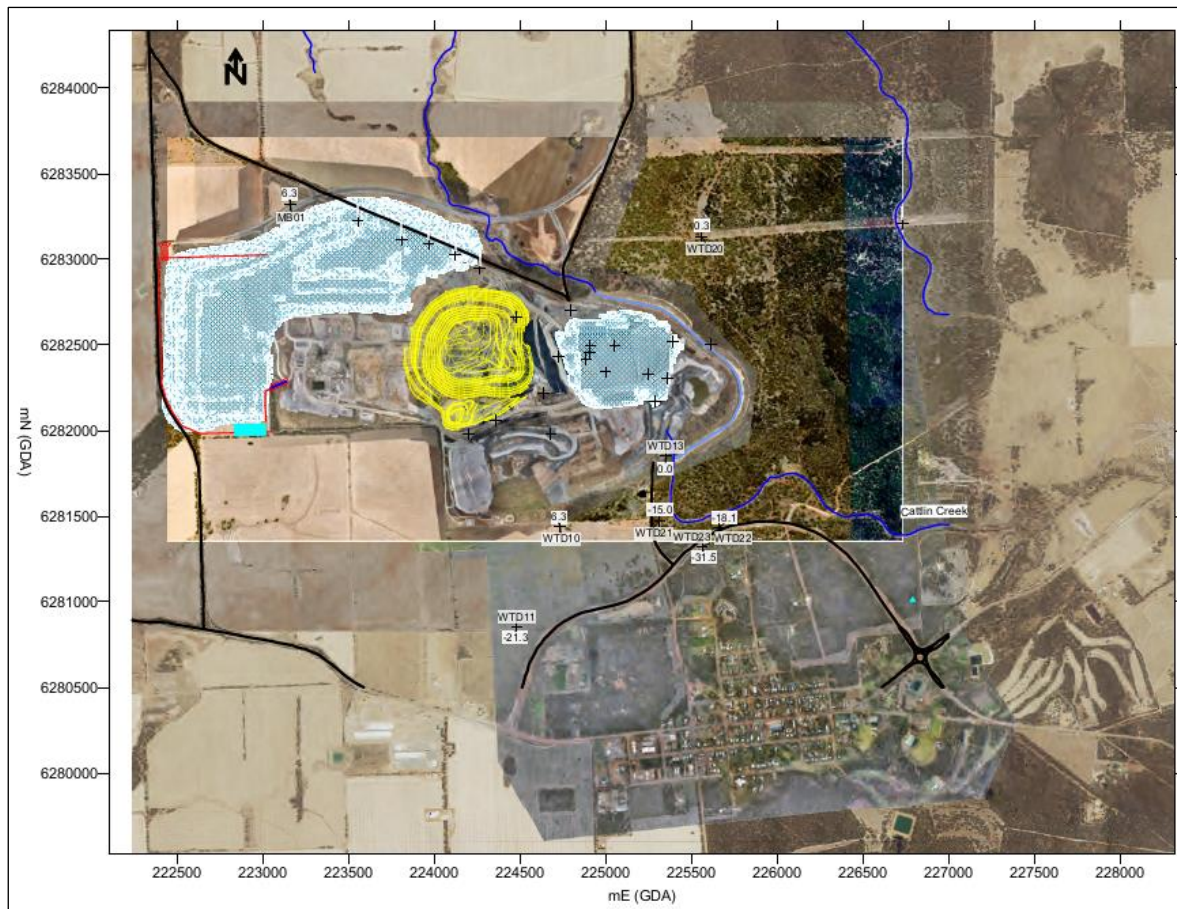 N
6284000
6283500
6283000
6282500
6282000
6281500
6281000
6280500
6280000
mN (GDA)
6.3
MB01
0.3
WTD20
WTD13
0.0
-15.0
WTD21
-18.1
WTD23
WTD22
-31.5
6.3
WTD10
Cattlin Creek
WTD11
-21.3
222500 223000 223500 224000 224500 225000 225500 226000 226500 227000 227500 228000
mE (GDA)